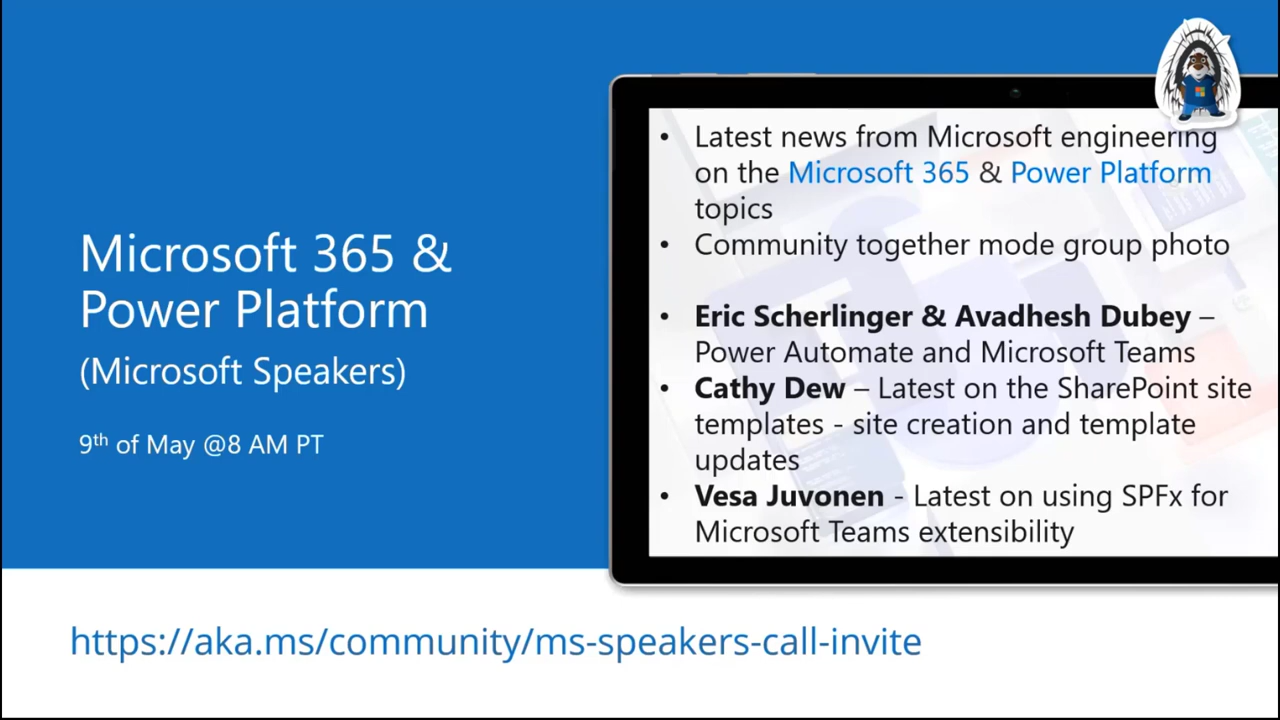 Microsoft 365 &
Power Platform
(Microsoft Speakers)
9th of May @8 AM PT
• Latest news from Microsoft engineering
on the Microsoft 365 & Power Platform
topics
• Community together mode group photo
• Eric Scherlinger & Avadhesh Dubey –
Power Automate and Microsoft Teams
• Cathy Dew – Latest on the SharePoint site
templates - site creation and template
updates
• Vesa Juvonen - Latest on using SPFx for
Microsoft Teams extensibility
https://aka.ms/community/ms-speakers-call-invite